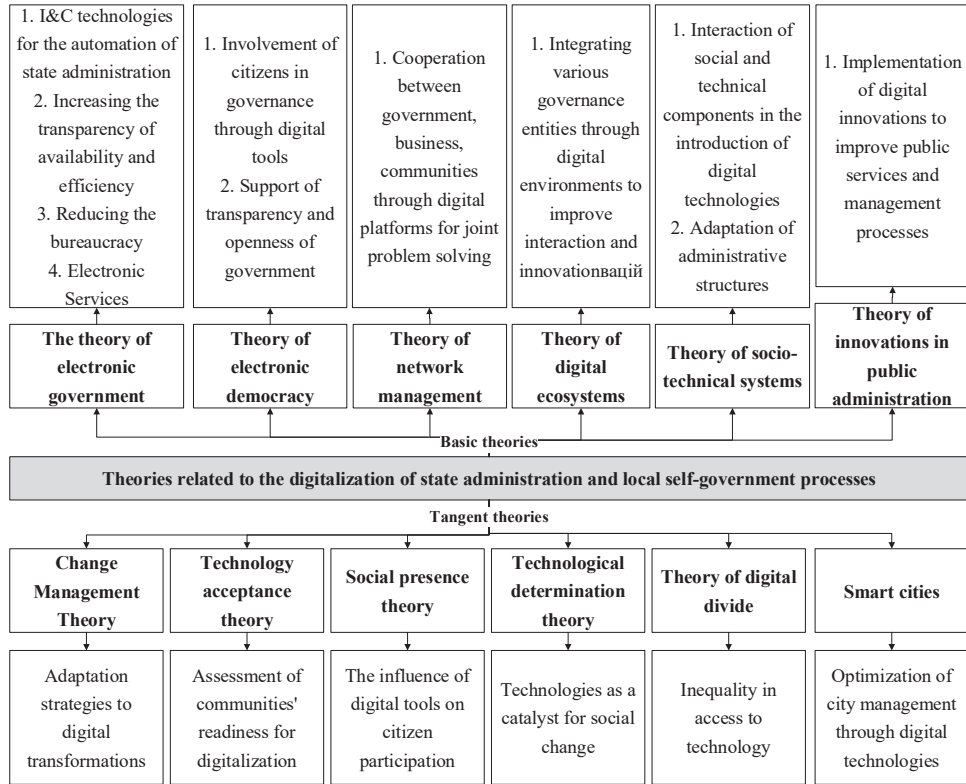 1. I&C technologies
for the automation of
state administration
2. Increasing the
transparency of
availability and
efficiency
3. Reducing the
bureaucracy
4. Electronic
Services
1. Involvement of
citizens in
governance
through digital
tools
2. Support of
transparency and
openness of
government
1. Cooperation
between
government,
business,
communities
through digital
platforms for joint
problem solving
1. Integrating
various
governance
entities through
digital
environments to
improve
interaction and
innovationвацій
1. Interaction of
social and
technical
components in the
introduction of
digital
technologies
2. Adaptation of
administrative
structures
1. Implementation
of digital
innovations to
improve public
services and
management
processes
The theory of
electronic
government
Theory of
electronic
democracy
Theory of
network
management
Theory of
digital
ecosystems
Theory of socio-
technical systems
Theory of
innovations in
public
administration
Basic theories
Theories related to the digitalization of state administration and local self-government processes
Tangent theories
Change
Management
Theory
Technology
acceptance
theory
Social presence
theory
Technological
determination
theory
Theory of digital
divide
Smart cities
Adaptation
strategies to
digital
transformations
Assessment of
communities'
readiness for
digitalization
The influence of
digital tools on
citizen
participation
Technologies as a
catalyst for social
change
Inequality in
access to
technology
Optimization of
city management
through digital
technologies